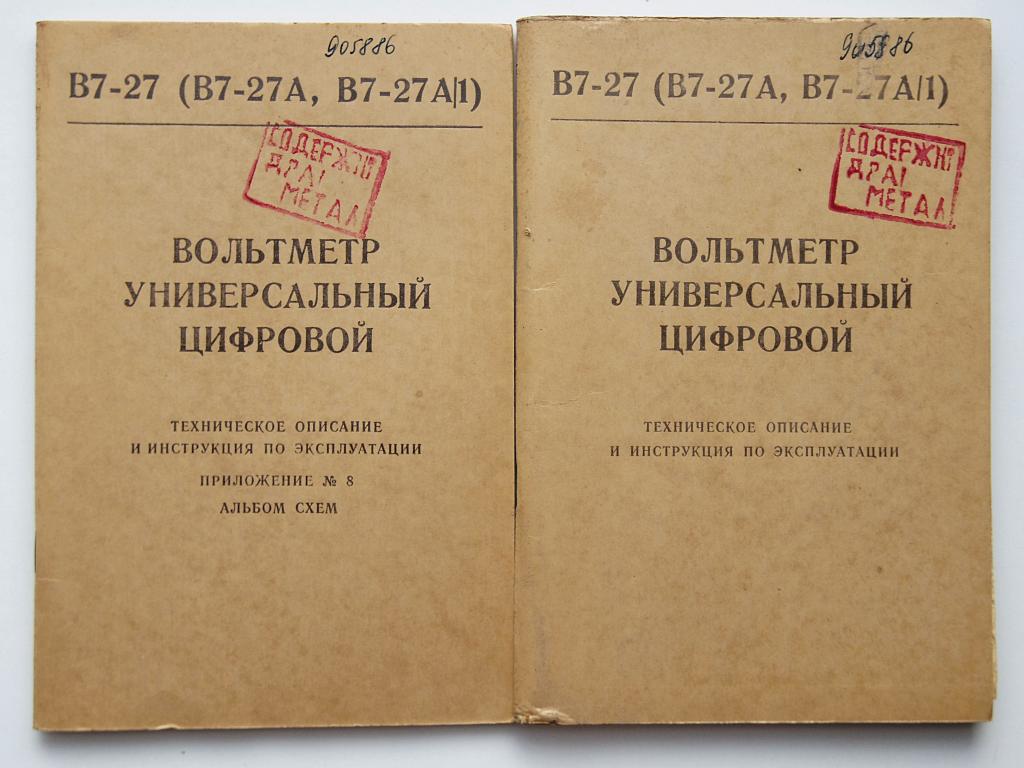 905886
В7-27 (В7-27А, В7-27А/1)
СОДЕРЖИТ
ДРАГ
МЕТАЛ
ВОЛЬТМЕТР
УНИВЕРСАЛЬНЫЙ
ЦИФРОВОЙ
ТЕХНИЧЕСКОЕ ОПИСАНИЕ
И ИНСТРУКЦИЯ ПО ЭКСПЛУАТАЦИИ
ПРИЛОЖЕНИЕ № 8
АЛЬБОМ СХЕМ
905886
В7-27 (В7-27А, В7-27А/1)
СОДЕРЖИТ
ДРАГ
МЕТАЛ
ВОЛЬТМЕТР
УНИВЕРСАЛЬНЫЙ
ЦИФРОВОЙ
ТЕХНИЧЕСКОЕ ОПИСАНИЕ
И ИНСТРУКЦИЯ ПО ЭКСПЛУАТАЦИИ